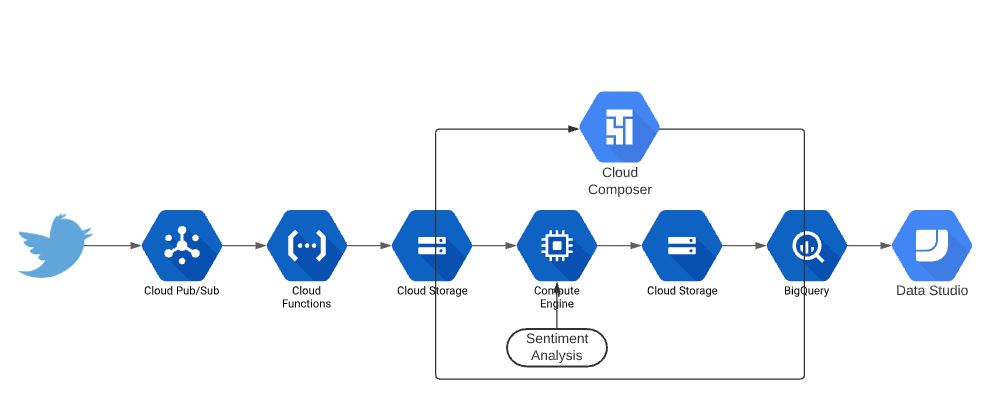 Cloud
Composer
Cloud Pub/Sub
Cloud
Functions
Cloud Storage
Compute
Engine
Cloud Storage
BigQuery
Data Studio
Sentiment
Analysis